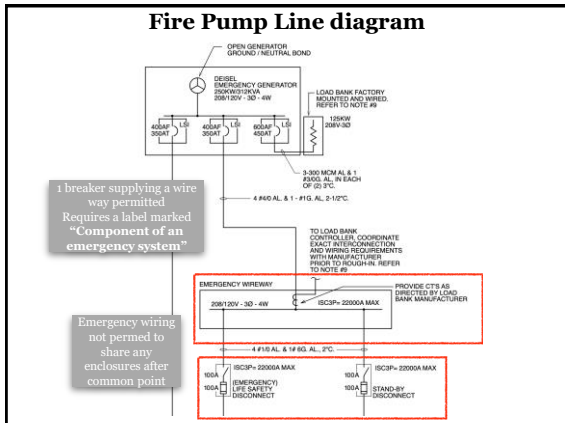 Fire Pump Line diagram
OPEN GENERATOR
GROUND / NEUTRAL BOND
DEISEL
EMERGENCY GENERATOR
250KW/312KVA
208/120V - 3Ø - 4W
LOAD BANK FACTORY
MOUNTED AND WIRED.
REFER TO NOTE #9
125KW
208V-3Ø
400AF LSI
350AT
400AF LSI
350AT
600AF LSI
450AT
3-300 MCM AL & 1
#3/0G. AL, IN EACH
OF (2) 3"C.
1 breaker supplying a wire
way permitted
Requires a label marked
“Component of an
emergency system”
4 #4/0 AL. & 1 - #1G. AL, 2-1/2"C.
TO LOAD BANK
CONTROLLER, COORDINATE
EXACT INTERCONNECTION
AND WIRING REQUIREMENTS
WITH MANUFACTURER
PRIOR TO ROUGH-IN. REFER
TO NOTE #9
EMERGENCY WIREWAY
PROVIDE CT'S AS
DIRECTED BY LOAD
BANK MANUFACTURER
208/120V - 3Ø - 4W
ISC3P= 22000A MAX
Emergency wiring
not permed to
share any
enclosures after
common point
4 #1/0 AL. & 1# 6G. AL., 2"C.
ISC3P= 22000A MAX
100A
100A
(EMERGENCY)
LIFE SAFETY
DISCONNECT
ISC3P= 22000A MAX
100A
100A
STAND-BY
DISCONNECT